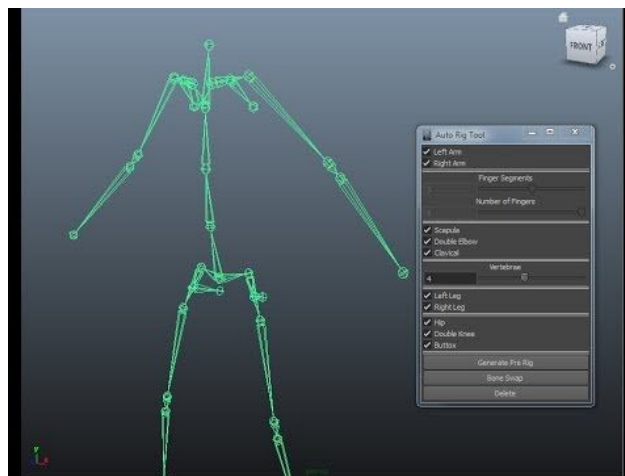 FRONT
Auto Rig Tool
Left Arm
Right Arm
Finger Segments
Number of Fingers
Scapula
Double Elbow
Clavical
Vertebrae
4
Left Leg
Right Leg
Hip
Double Knee
Buttox
Generate Pre Rig
Bone Swap
Delete
persp